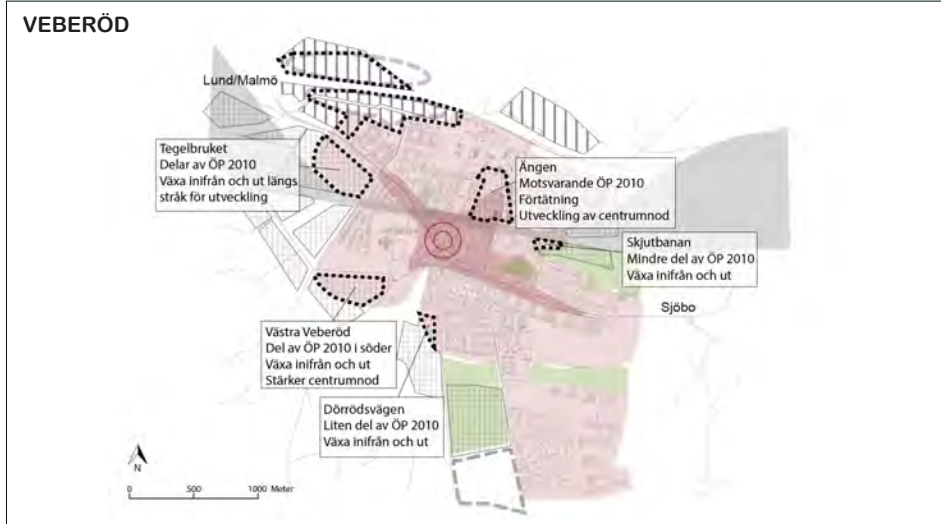 VEBERÖD
Lund/Malmö
Tegelbruket
Delar av ÖP 2010
Växa inifrån och ut längs
stråk för utveckling
Ängen
Motsvarande ÖP 2010
Förtätning
Utveckling av centrumnod
Skjutbanan
Mindre del av ÖP 2010
Växa inifrån och ut
Sjöbo
Västra Veberöd
Del av ÖP 2010 i söder
Växa inifrån och ut
Stärker centrumnod
Dörrödsvägen
Liten del av ÖP 2010
Växa inifrån och ut
N
0 500 1000 Meter